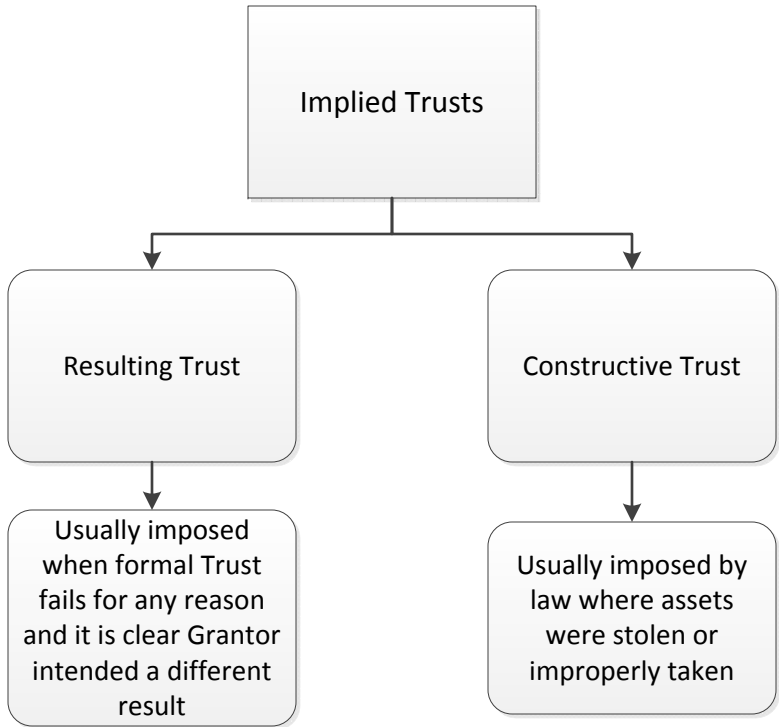 Implied Trusts
Resulting Trust
Constructive Trust
Usually imposed
when formal Trust
fails for any reason
and it is clear Grantor
intended a different
result
Usually imposed by
law where assets
were stolen or
improperly taken